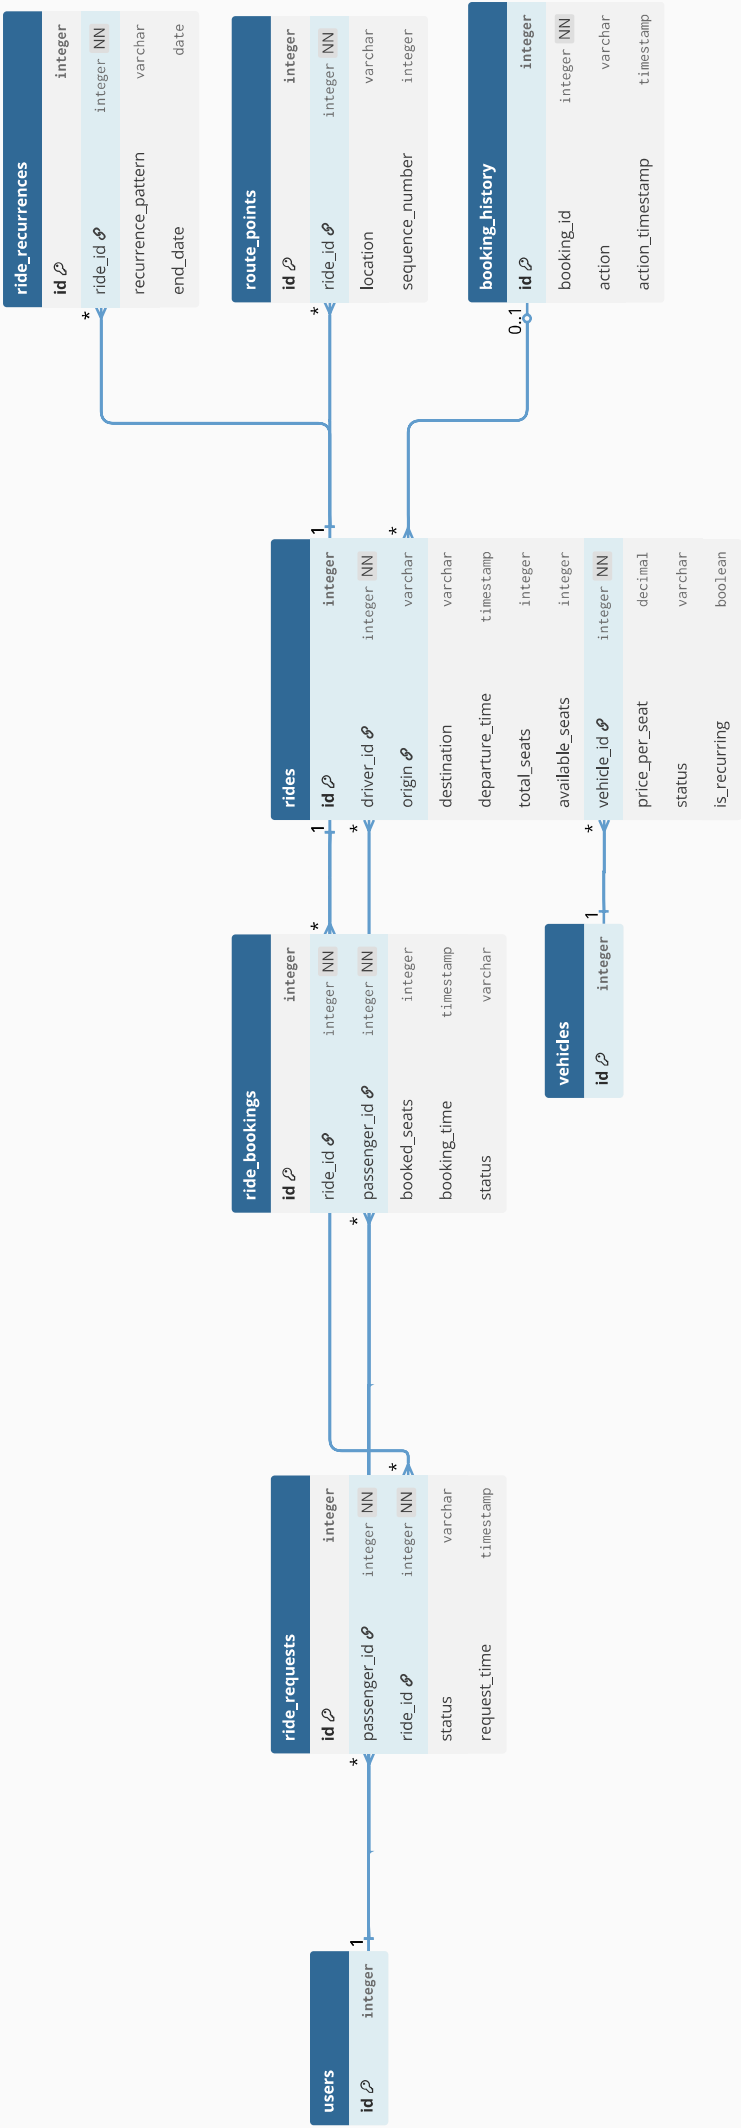 users
id integer
1
*
ride_requests
id integer
passenger_id integer NN
ride_id integer NN
status varchar
request_time timestamp
*
*
ride_bookings
id integer
ride_id integer NN
passenger_id integer NN
booked_seats integer
booking_time timestamp
status varchar
*
vehicles
id integer
1
1
*
*
rides
id integer
driver_id integer NN
origin varchar
destination varchar
departure_time timestamp
total_seats integer
available_seats integer
vehicle_id integer NN
price_per_seat decimal
status varchar
is_recurring boolean
1
*
*
*
0..1
ride_recurrences
id integer
ride_id integer NN
recurrence_pattern varchar
end_date date
route_points
id integer
ride_id integer NN
location varchar
sequence_number integer
booking_history
id integer
booking_id integer NN
action varchar
action_timestamp timestamp